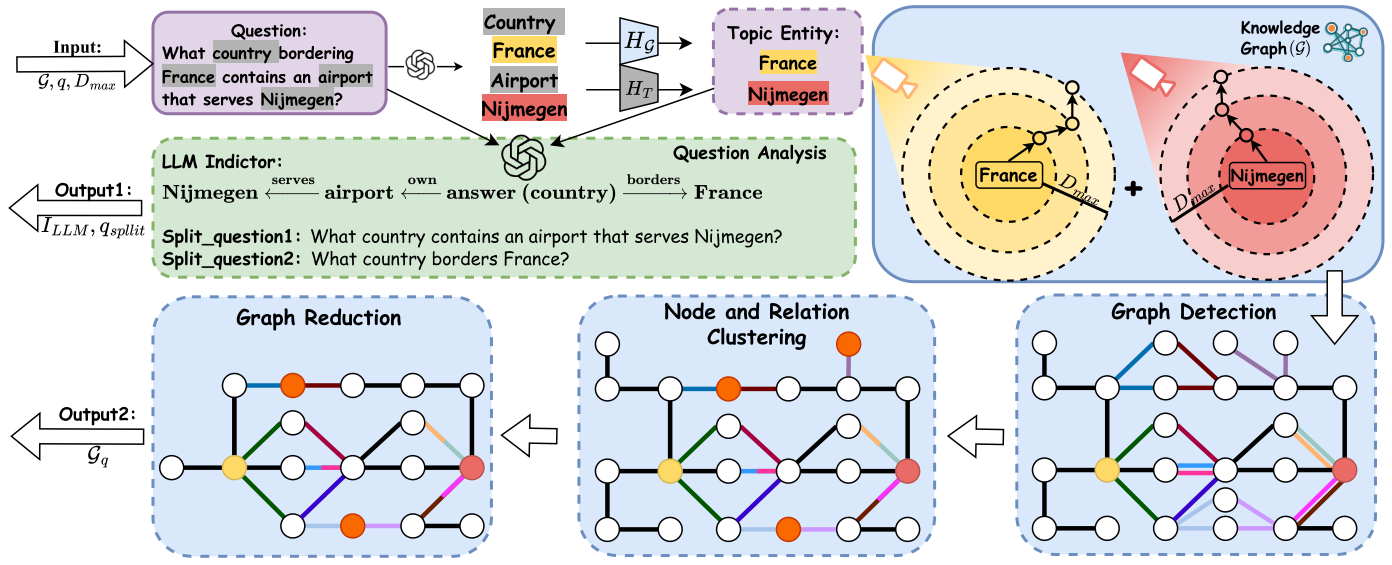 Input:
𝒢, q, D_max
Question:
What country bordering
France contains an airport
that serves Nijmegen?
Country
France
Airport
Nijmegen
H_𝒢
H_T
Topic Entity:
France
Nijmegen
Knowledge
Graph (𝒢)
France
D_max
+
Nijmegen
D_max
Question Analysis
LLM Indictor:
Nijmegen ←serves airport ←own answer (country) borders→ France
Split_question1: What country contains an airport that serves Nijmegen?
Split_question2: What country borders France?
Output1:
I_LLM, q_spllit
Graph Reduction
Node and Relation
Clustering
Graph Detection
Output2:
𝒢_q